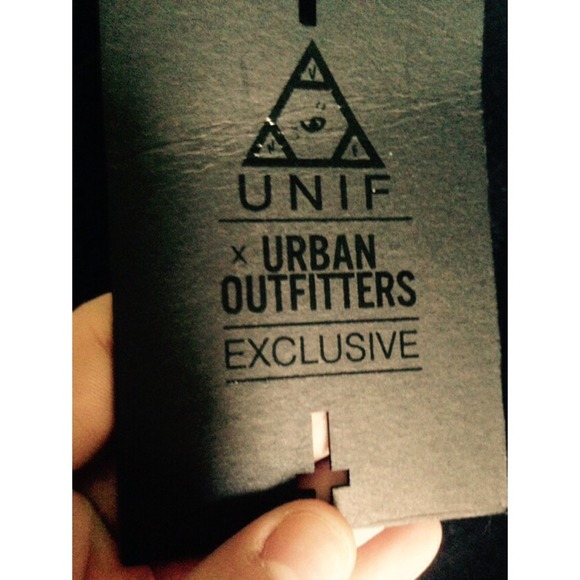 UNIF
x URBAN
OUTFITTERS
EXCLUSIVE